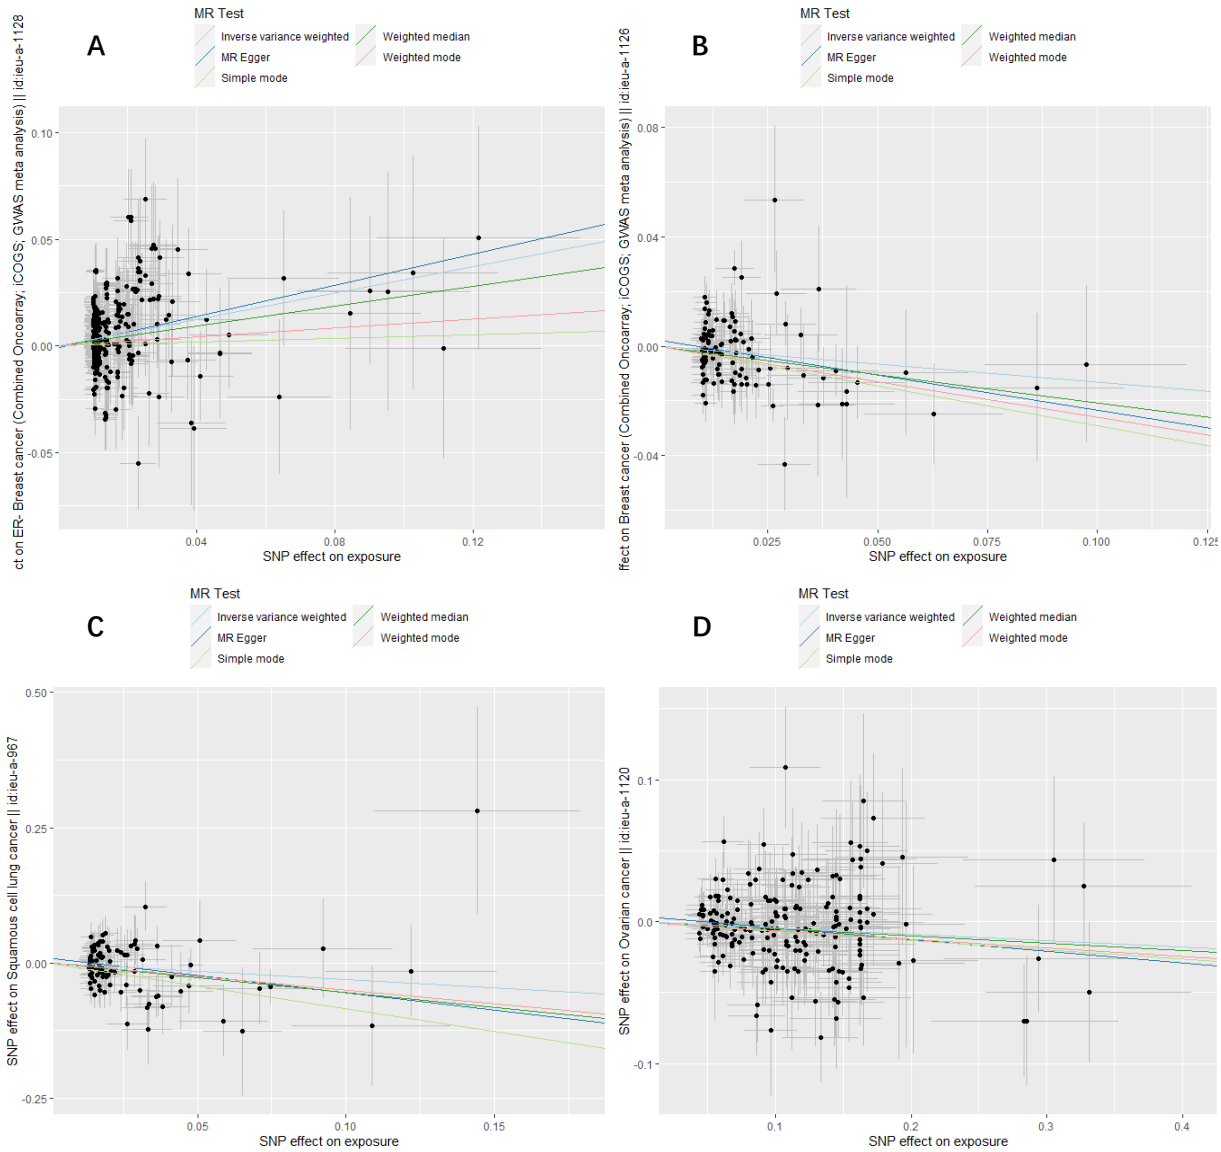 A
MR Test
Inverse variance weighted
Weighted median
MR Egger
Weighted mode
Simple mode
ct on ER- Breast cancer (Combined Oncoarray; iCOGS; GWAS meta analysis) || id:ieu-a-1128
0.10
0.05
0.00
-0.05
0.04
0.08
0.12
SNP effect on exposure
B
MR Test
Inverse variance weighted
Weighted median
MR Egger
Weighted mode
Simple mode
ffect on Breast cancer (Combined Oncoarray; iCOGS; GWAS meta analysis) || id:ieu-a-1126
0.08
0.04
0.00
-0.04
0.025
0.050
0.075
0.100
0.125
SNP effect on exposure
C
MR Test
Inverse variance weighted
Weighted median
MR Egger
Weighted mode
Simple mode
SNP effect on Squamous cell lung cancer || id:ieu-a-967
0.50
0.25
0.00
-0.25
0.05
0.10
0.15
SNP effect on exposure
D
MR Test
Inverse variance weighted
Weighted median
MR Egger
Weighted mode
Simple mode
SNP effect on Ovarian cancer || id:ieu-a-1120
0.1
0.0
-0.1
0.1
0.2
0.3
0.4
SNP effect on exposure